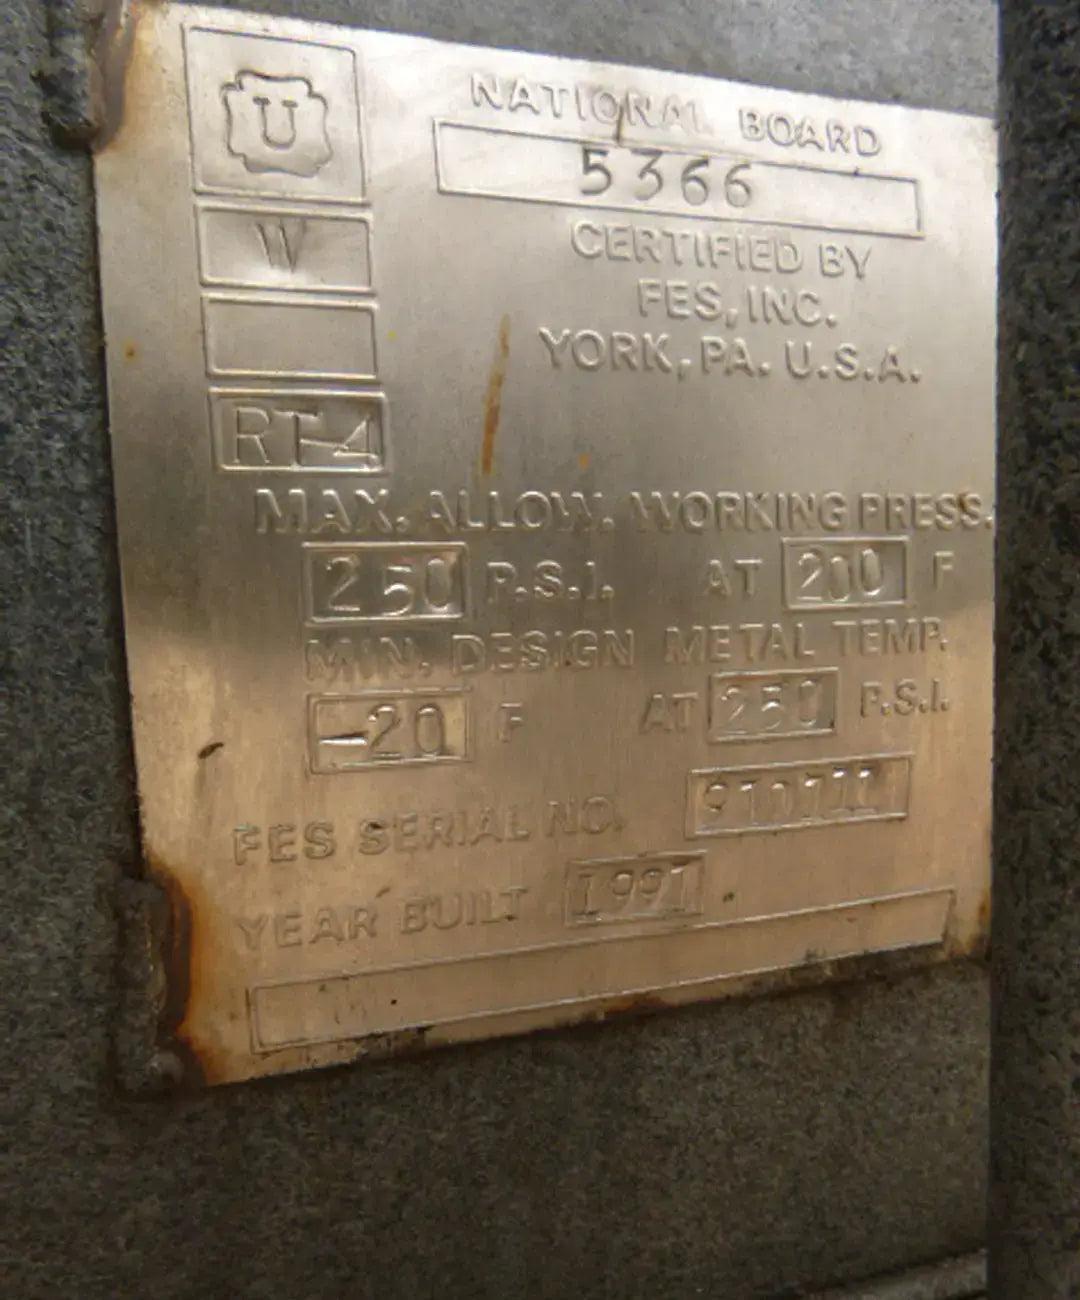 U
NATIONAL BOARD
5366
W
CERTIFIED BY
FES, INC.
YORK, PA. U.S.A.
RT-4
MAX. ALLOW. WORKING PRESS.
250 P.S.I. AT 200 F
MIN. DESIGN METAL TEMP.
-20 F AT 250 P.S.I.
FES SERIAL NO. 910111
YEAR BUILT 1991